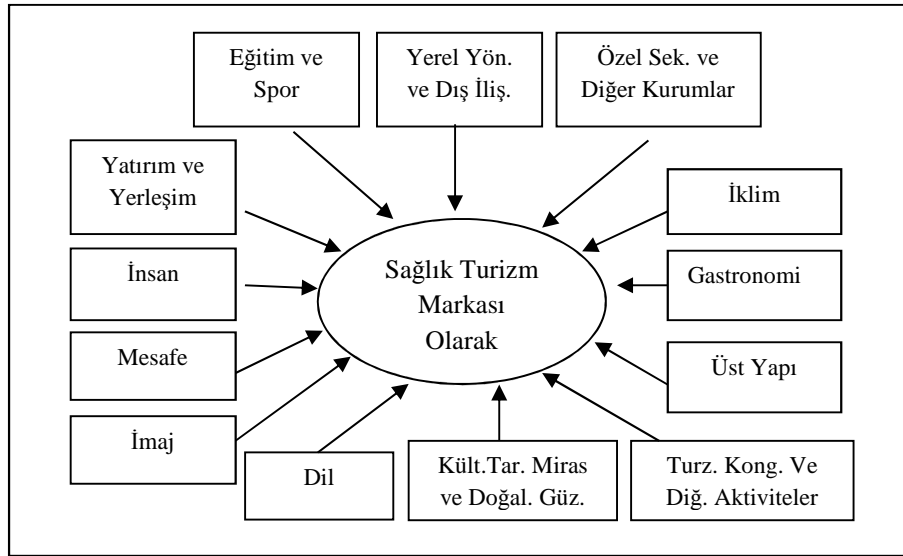 Eğitim ve
Spor
Yerel Yön.
ve Dış İliş.
Özel Sek. ve
Diğer Kurumlar
Yatırım ve
Yerleşim
İklim
İnsan
Sağlık Turizm
Markası
Olarak
Gastronomi
Mesafe
Üst Yapı
İmaj
Dil
Kült.Tar. Miras
ve Doğal. Güz.
Turz. Kong. Ve
Diğ. Aktiviteler